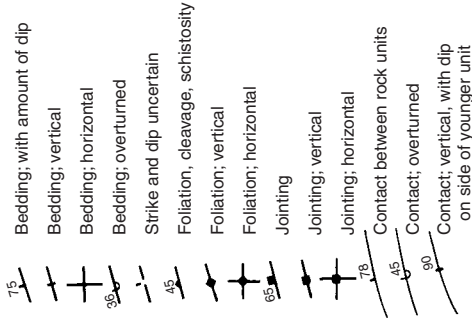 75 Bedding; with amount of dip
Bedding; vertical
Bedding; horizontal
36 Bedding; overturned
Strike and dip uncertain
45 Foliation, cleavage, schistosity
Foliation; vertical
Foliation; horizontal
65 Jointing
Jointing; vertical
Jointing; horizontal
78 Contact between rock units
45 Contact; overturned
90 Contact; vertical, with dip
on side of younger unit